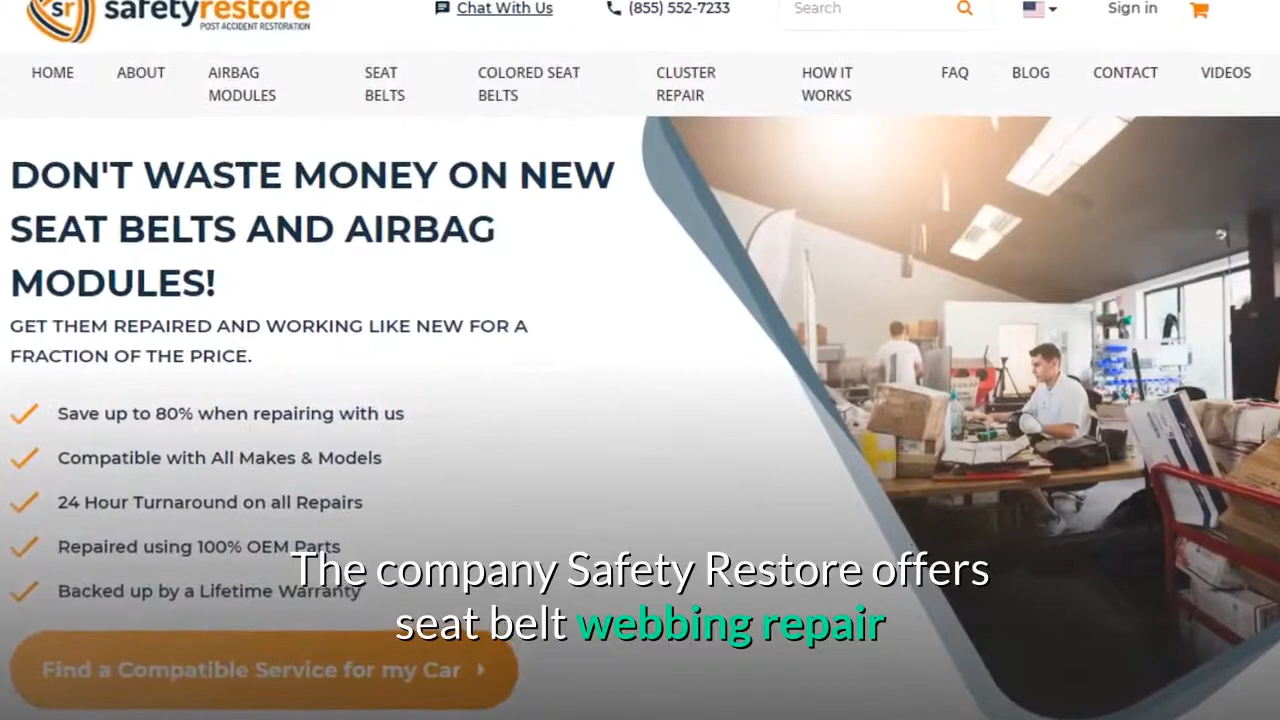 sr safetyrestore
POST ACCIDENT RESTORATION
Chat With Us
(855) 552-7233
Search
Sign in
HOME
ABOUT
AIRBAG
MODULES
SEAT
BELTS
COLORED SEAT
BELTS
CLUSTER
REPAIR
HOW IT
WORKS
FAQ
BLOG
CONTACT
VIDEOS
DON'T WASTE MONEY ON NEW
SEAT BELTS AND AIRBAG
MODULES!
GET THEM REPAIRED AND WORKING LIKE NEW FOR A
FRACTION OF THE PRICE.
Save up to 80% when repairing with us
Compatible with All Makes & Models
24 Hour Turnaround on all Repairs
Repaired using 100% OEM Parts
Backed up by a Lifetime Warranty
The company Safety Restore offers
seat belt webbing repair
Find a Compatible Service for my Car